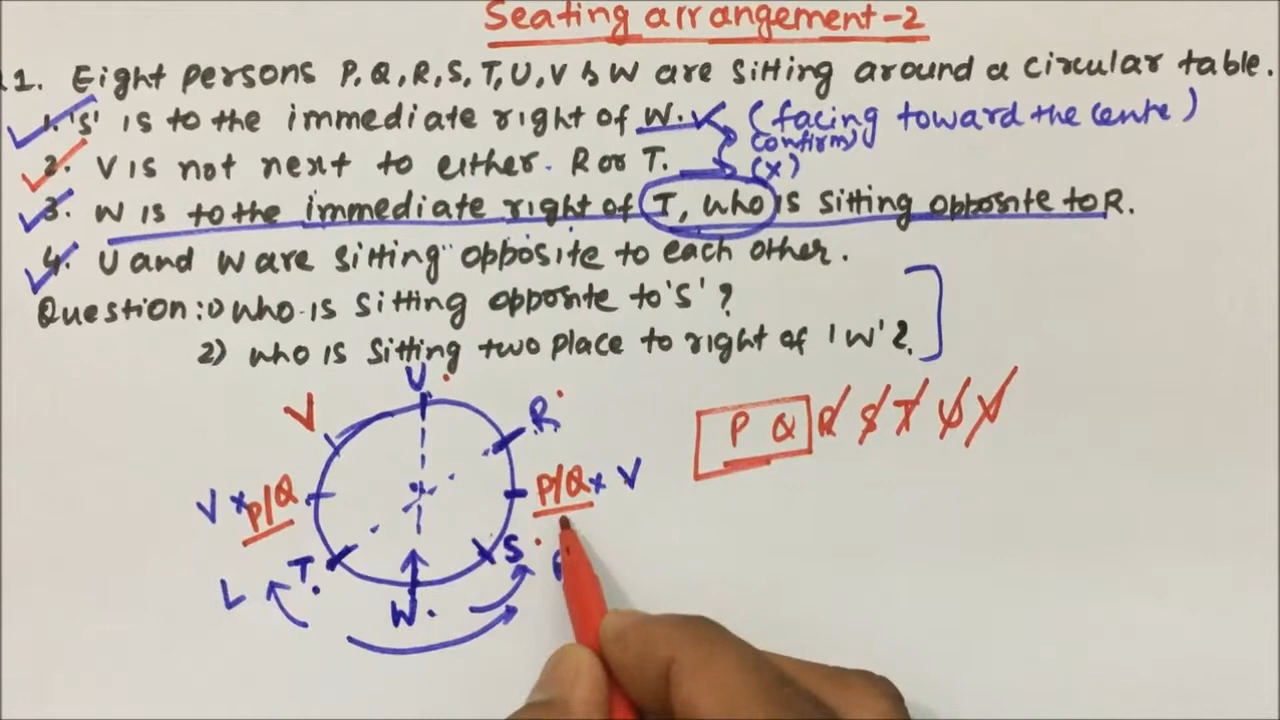 Seating arrangement-2
1. Eight persons P,Q,R,S,T,U,V & W are sitting around a circular table.
1. 'S' is to the immediate right of W. (facing toward the cente)
(confirm)
2. V is not next to either. R or T. (x)
3. W is to the immediate right of T, who is sitting opposite to R.
4. U and W are sitting opposite to each other.
Question:1) who is sitting opposite to 's' ?
2) who is sitting two place to right of 'W'?
U
V R
P Q R S T U V
V x P/Q P/Q x V
T. S
L
W.